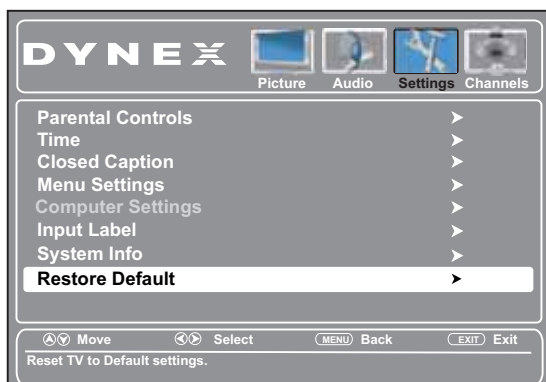 DYNEX
Picture Audio Settings Channels
Parental Controls
Time
Closed Caption
Menu Settings
Computer Settings
Input Label
System Info
Restore Default
Move Select MENU Back EXIT Exit
Reset TV to Default settings.